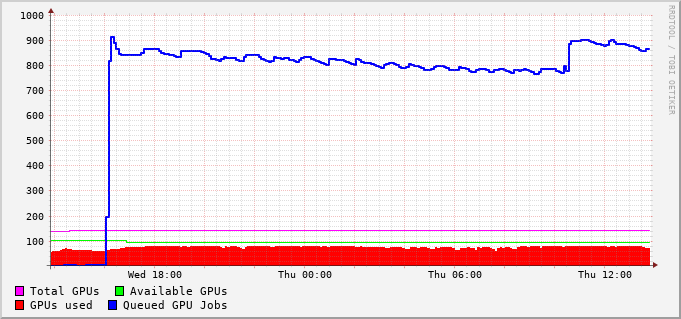 RRDTOOL / TOBI OETIKER
1000
900
800
700
600
500
400
300
200
100
Wed 18:00 Thu 00:00 Thu 06:00 Thu 12:00
Total GPUs Available GPUs
GPUs used Queued GPU Jobs